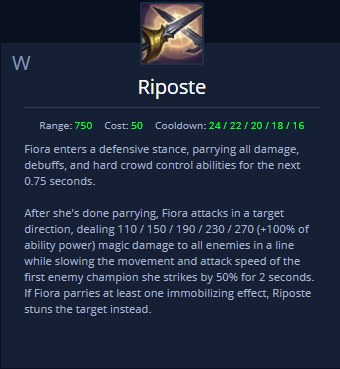 W
Riposte
Range: 750 Cost: 50 Cooldown: 24 / 22 / 20 / 18 / 16
Fiora enters a defensive stance, parrying all damage,
debuffs, and hard crowd control abilities for the next
0.75 seconds.
After she's done parrying, Fiora attacks in a target
direction, dealing 110 / 150 / 190 / 230 / 270 (+100% of
ability power) magic damage to all enemies in a line
while slowing the movement and attack speed of the
first enemy champion she strikes by 50% for 2 seconds.
If Fiora parries at least one immobilizing effect, Riposte
stuns the target instead.